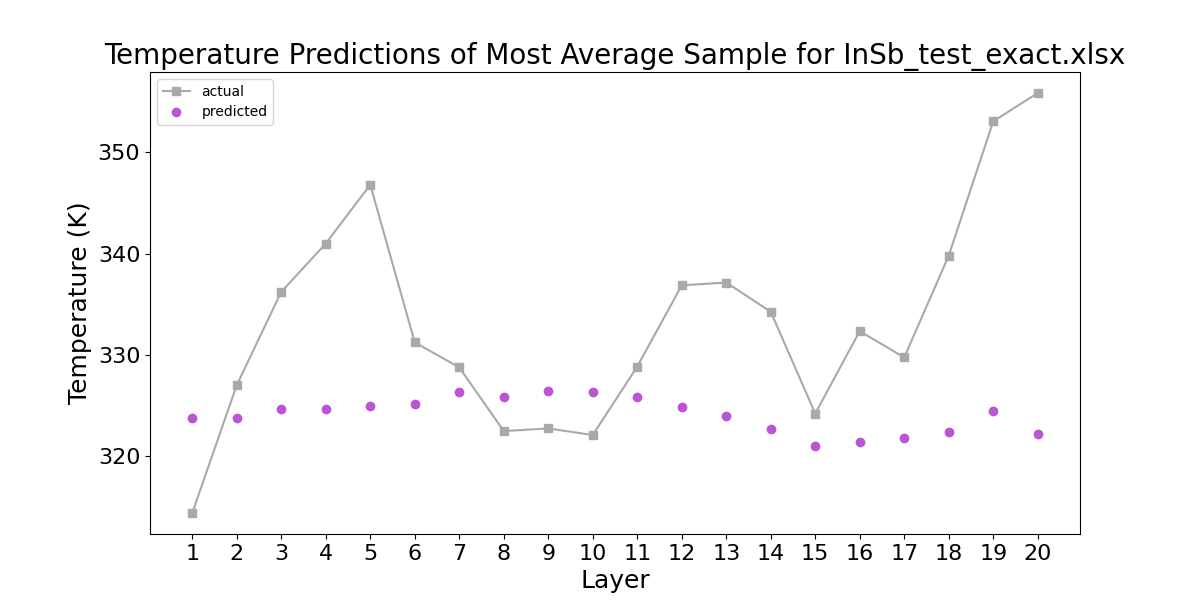 Temperature Predictions of Most Average Sample for InSb_test_exact.xlsx
actual
predicted
Temperature (K)
350
340
330
320
1 2 3 4 5 6 7 8 9 10 11 12 13 14 15 16 17 18 19 20
Layer